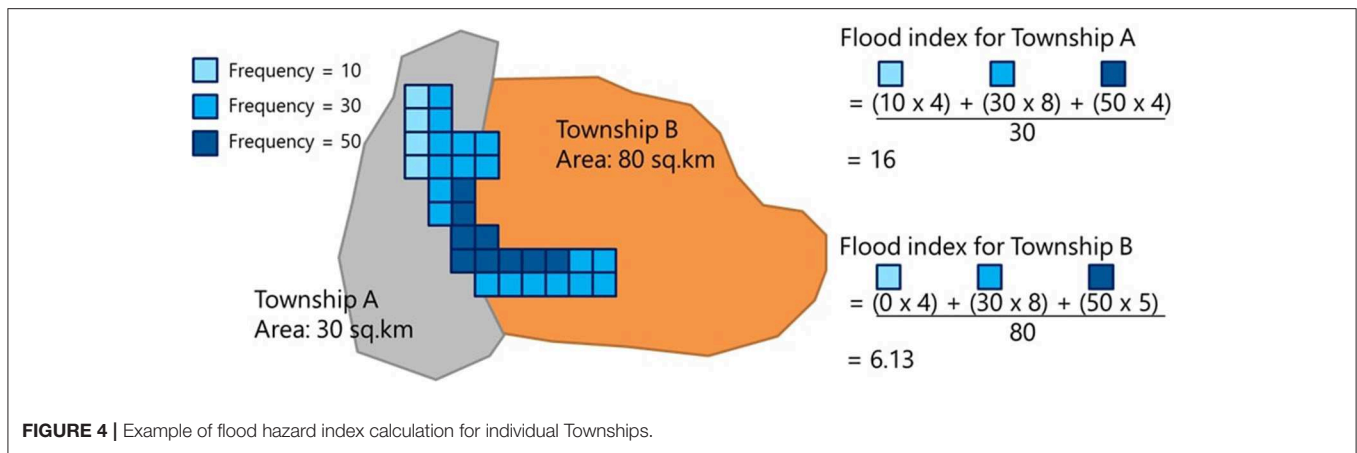 Frequency = 10
Frequency = 30
Frequency = 50
Township A
Area: 30 sq.km
Township B
Area: 80 sq.km
Flood index for Township A
= (10 x 4) + (30 x 8) + (50 x 4)
30
= 16
Flood index for Township B
= (0 x 4) + (30 x 8) + (50 x 5)
80
= 6.13
FIGURE 4 | Example of flood hazard index calculation for individual Townships.